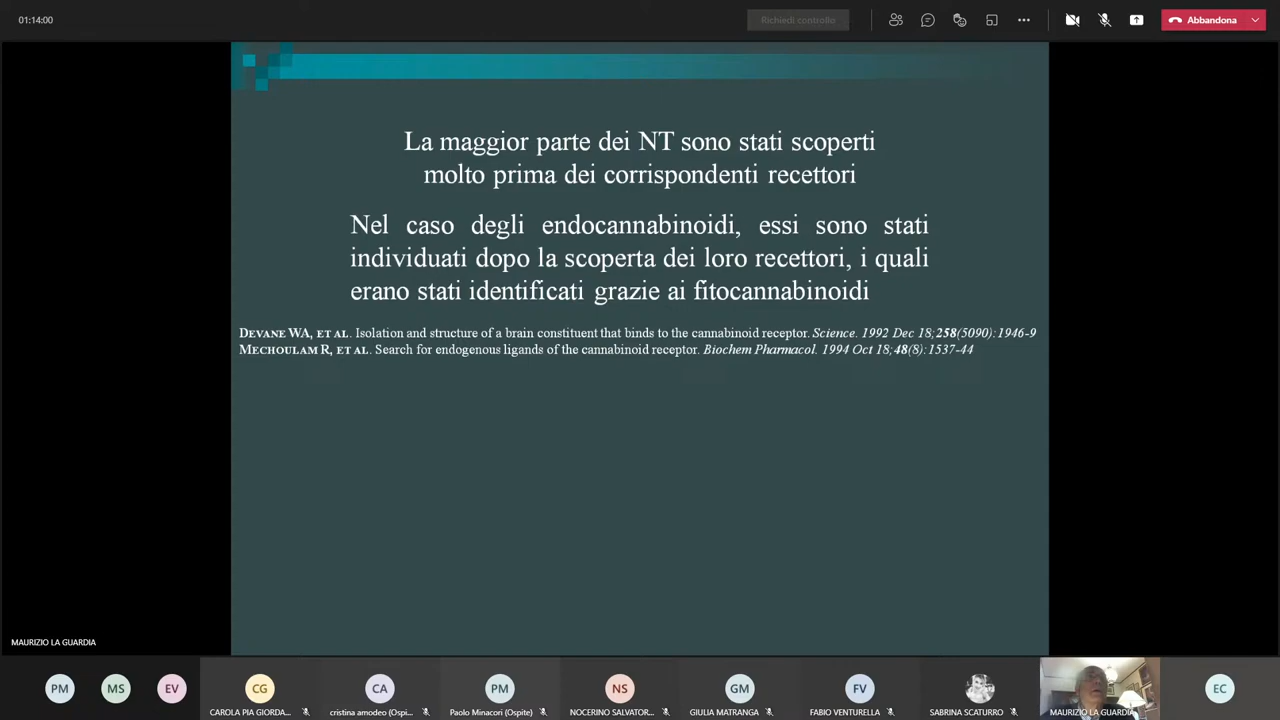 01:14:00
Richiedi controllo
Abbandona
La maggior parte dei NT sono stati scoperti
molto prima dei corrispondenti recettori
Nel caso degli endocannabinoidi, essi sono stati
individuati dopo la scoperta dei loro recettori, i quali
erano stati identificati grazie ai fitocannabinoidi
DEVANE WA, ET AL. Isolation and structure of a brain constituent that binds to the cannabinoid receptor. Science. 1992 Dec 18;258(5090):1946-9
MECHOULAM R, ET AL. Search for endogenous ligands of the cannabinoid receptor. Biochem Pharmacol. 1994 Oct 18;48(8):1537-44
MAURIZIO LA GUARDIA
PM MS EV CG CA PM NS GM FV EC
CAROLA PIA GIORDA... cristina amodeo (Ospi... Paolo Minacori (Ospite) NOCERINO SALVATOR... GIULIA MATRANGA FABIO VENTURELLA SABRINA SCATURRO MAURIZIO LA GUARDIA